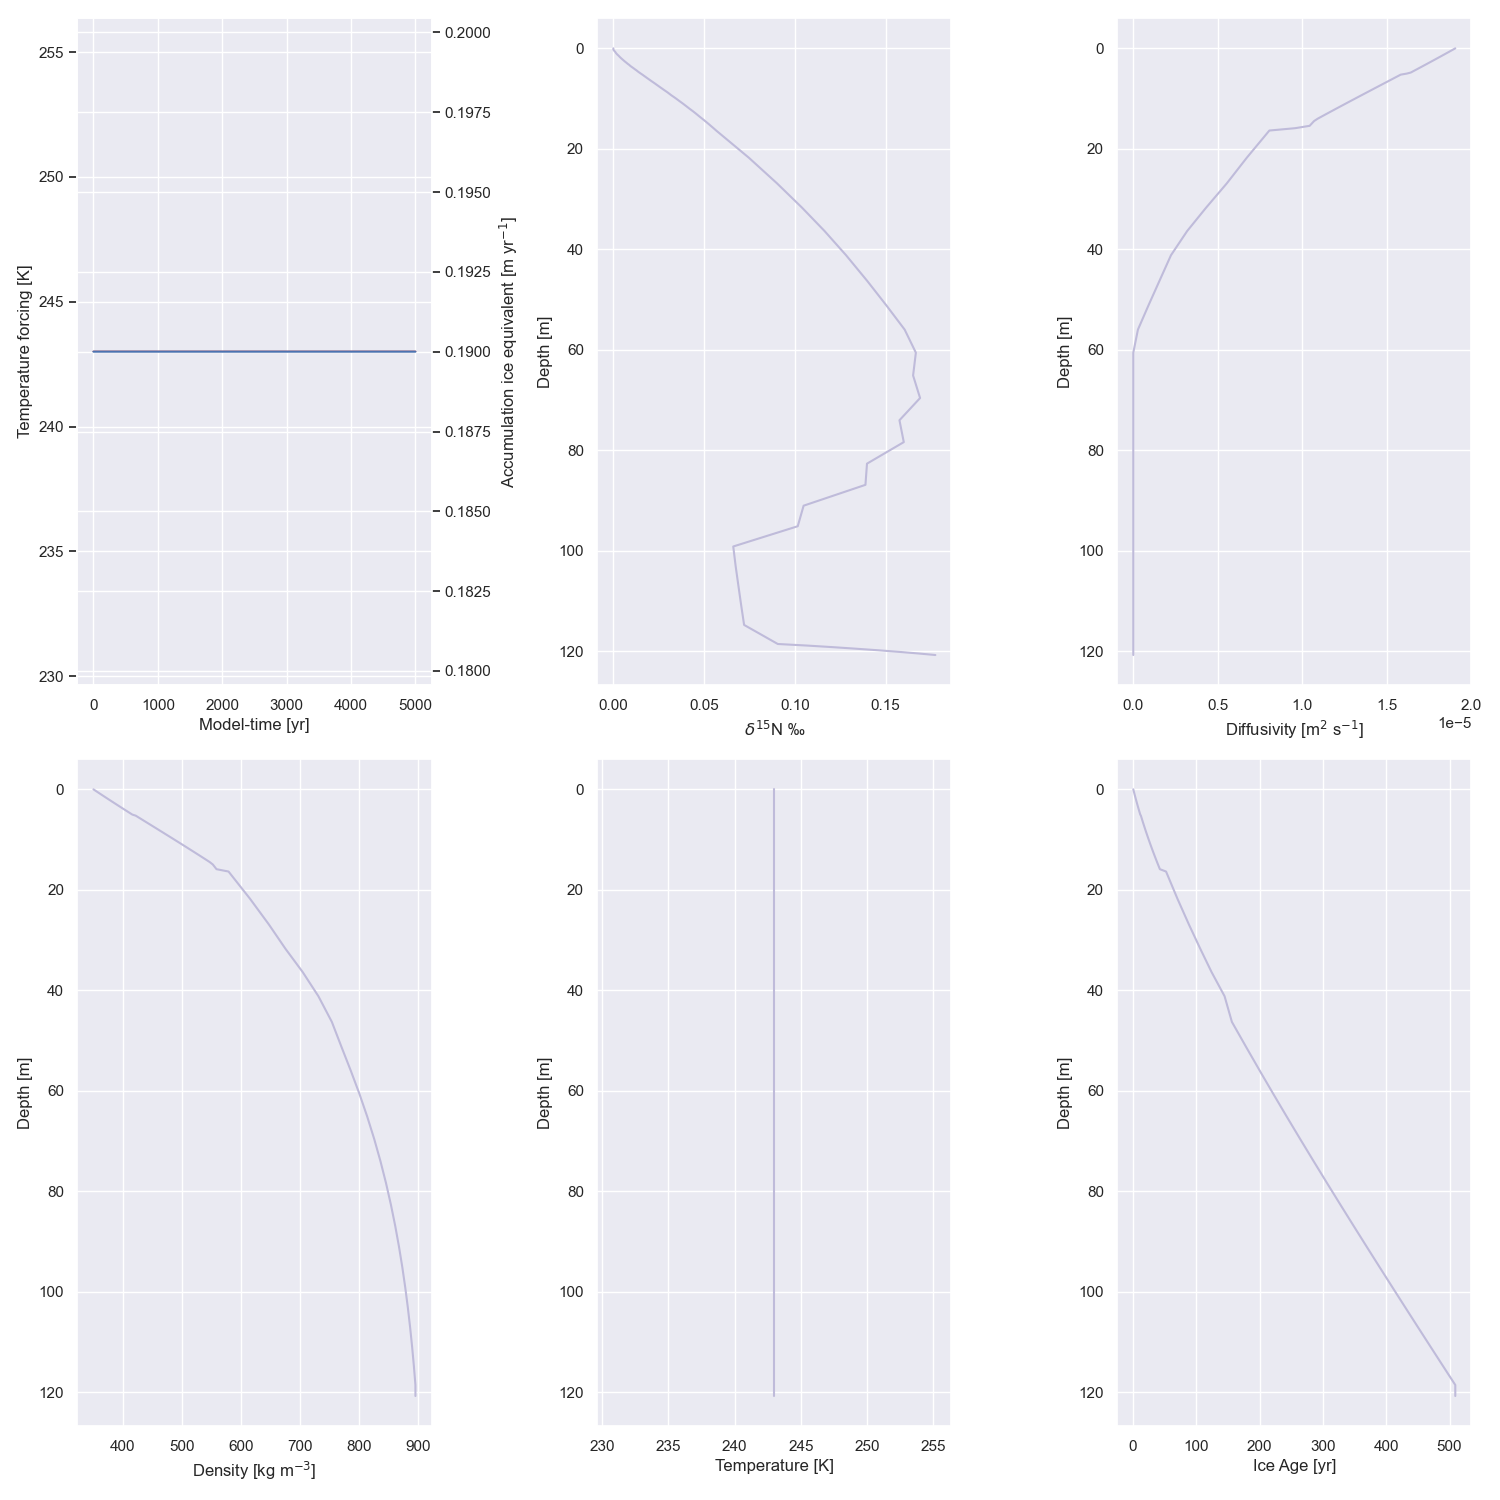 255
250
245
240
235
230
Temperature forcing [K]
0 1000 2000 3000 4000 5000
Model-time [yr]
0.2000
0.1975
0.1950
0.1925
0.1900
0.1875
0.1850
0.1825
0.1800
Accumulation ice equivalent [m yr⁻¹]
0
20
40
60
80
100
120
Depth [m]
0.00 0.05 0.10 0.15
δ¹⁵N ‰
0
20
40
60
80
100
120
Depth [m]
0.0 0.5 1.0 1.5 2.0
1e−5
Diffusivity [m² s⁻¹]
0
20
40
60
80
100
120
Depth [m]
400 500 600 700 800 900
Density [kg m⁻³]
0
20
40
60
80
100
120
Depth [m]
230 235 240 245 250 255
Temperature [K]
0
20
40
60
80
100
120
Depth [m]
0 100 200 300 400 500
Ice Age [yr]